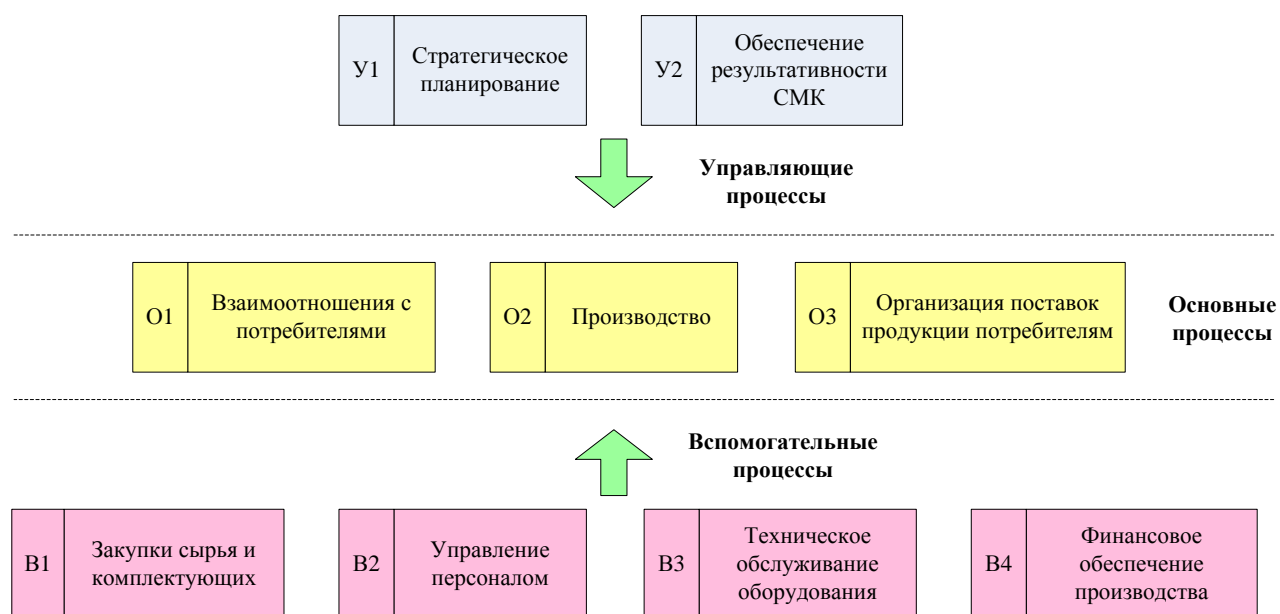 У1
Стратегическое
планирование
У2
Обеспечение
результативности
СМК
Управляющие
процессы
О1
Взаимоотношения с
потребителями
О2
Производство
О3
Организация поставок
продукции потребителям
Основные
процессы
Вспомогательные
процессы
В1
Закупки сырья и
комплектующих
В2
Управление
персоналом
В3
Техническое
обслуживание
оборудования
В4
Финансовое
обеспечение
производства